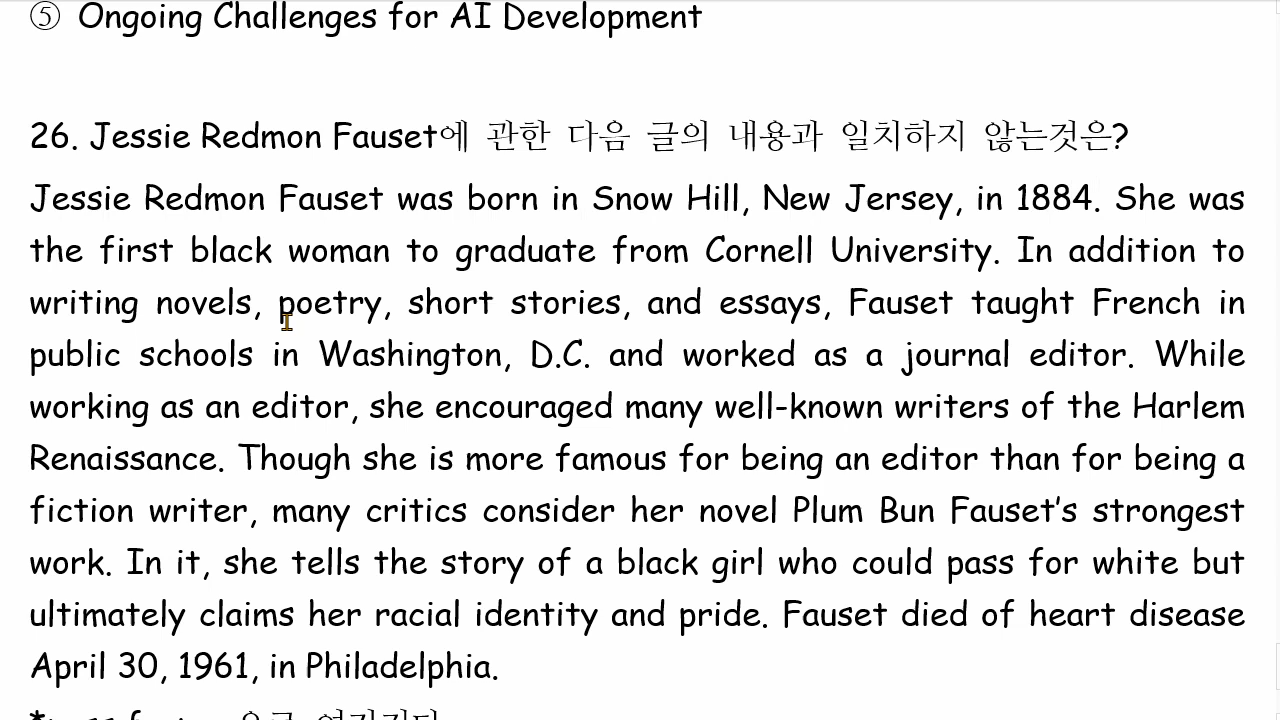 ⑤ Ongoing Challenges for AI Development
26. Jessie Redmon Fauset에 관한 다음 글의 내용과 일치하지 않는것은?
Jessie Redmon Fauset was born in Snow Hill, New Jersey, in 1884. She was
the first black woman to graduate from Cornell University. In addition to
writing novels, poetry, short stories, and essays, Fauset taught French in
public schools in Washington, D.C. and worked as a journal editor. While
working as an editor, she encouraged many well-known writers of the Harlem
Renaissance. Though she is more famous for being an editor than for being a
fiction writer, many critics consider her novel Plum Bun Fauset’s strongest
work. In it, she tells the story of a black girl who could pass for white but
ultimately claims her racial identity and pride. Fauset died of heart disease
April 30, 1961, in Philadelphia.